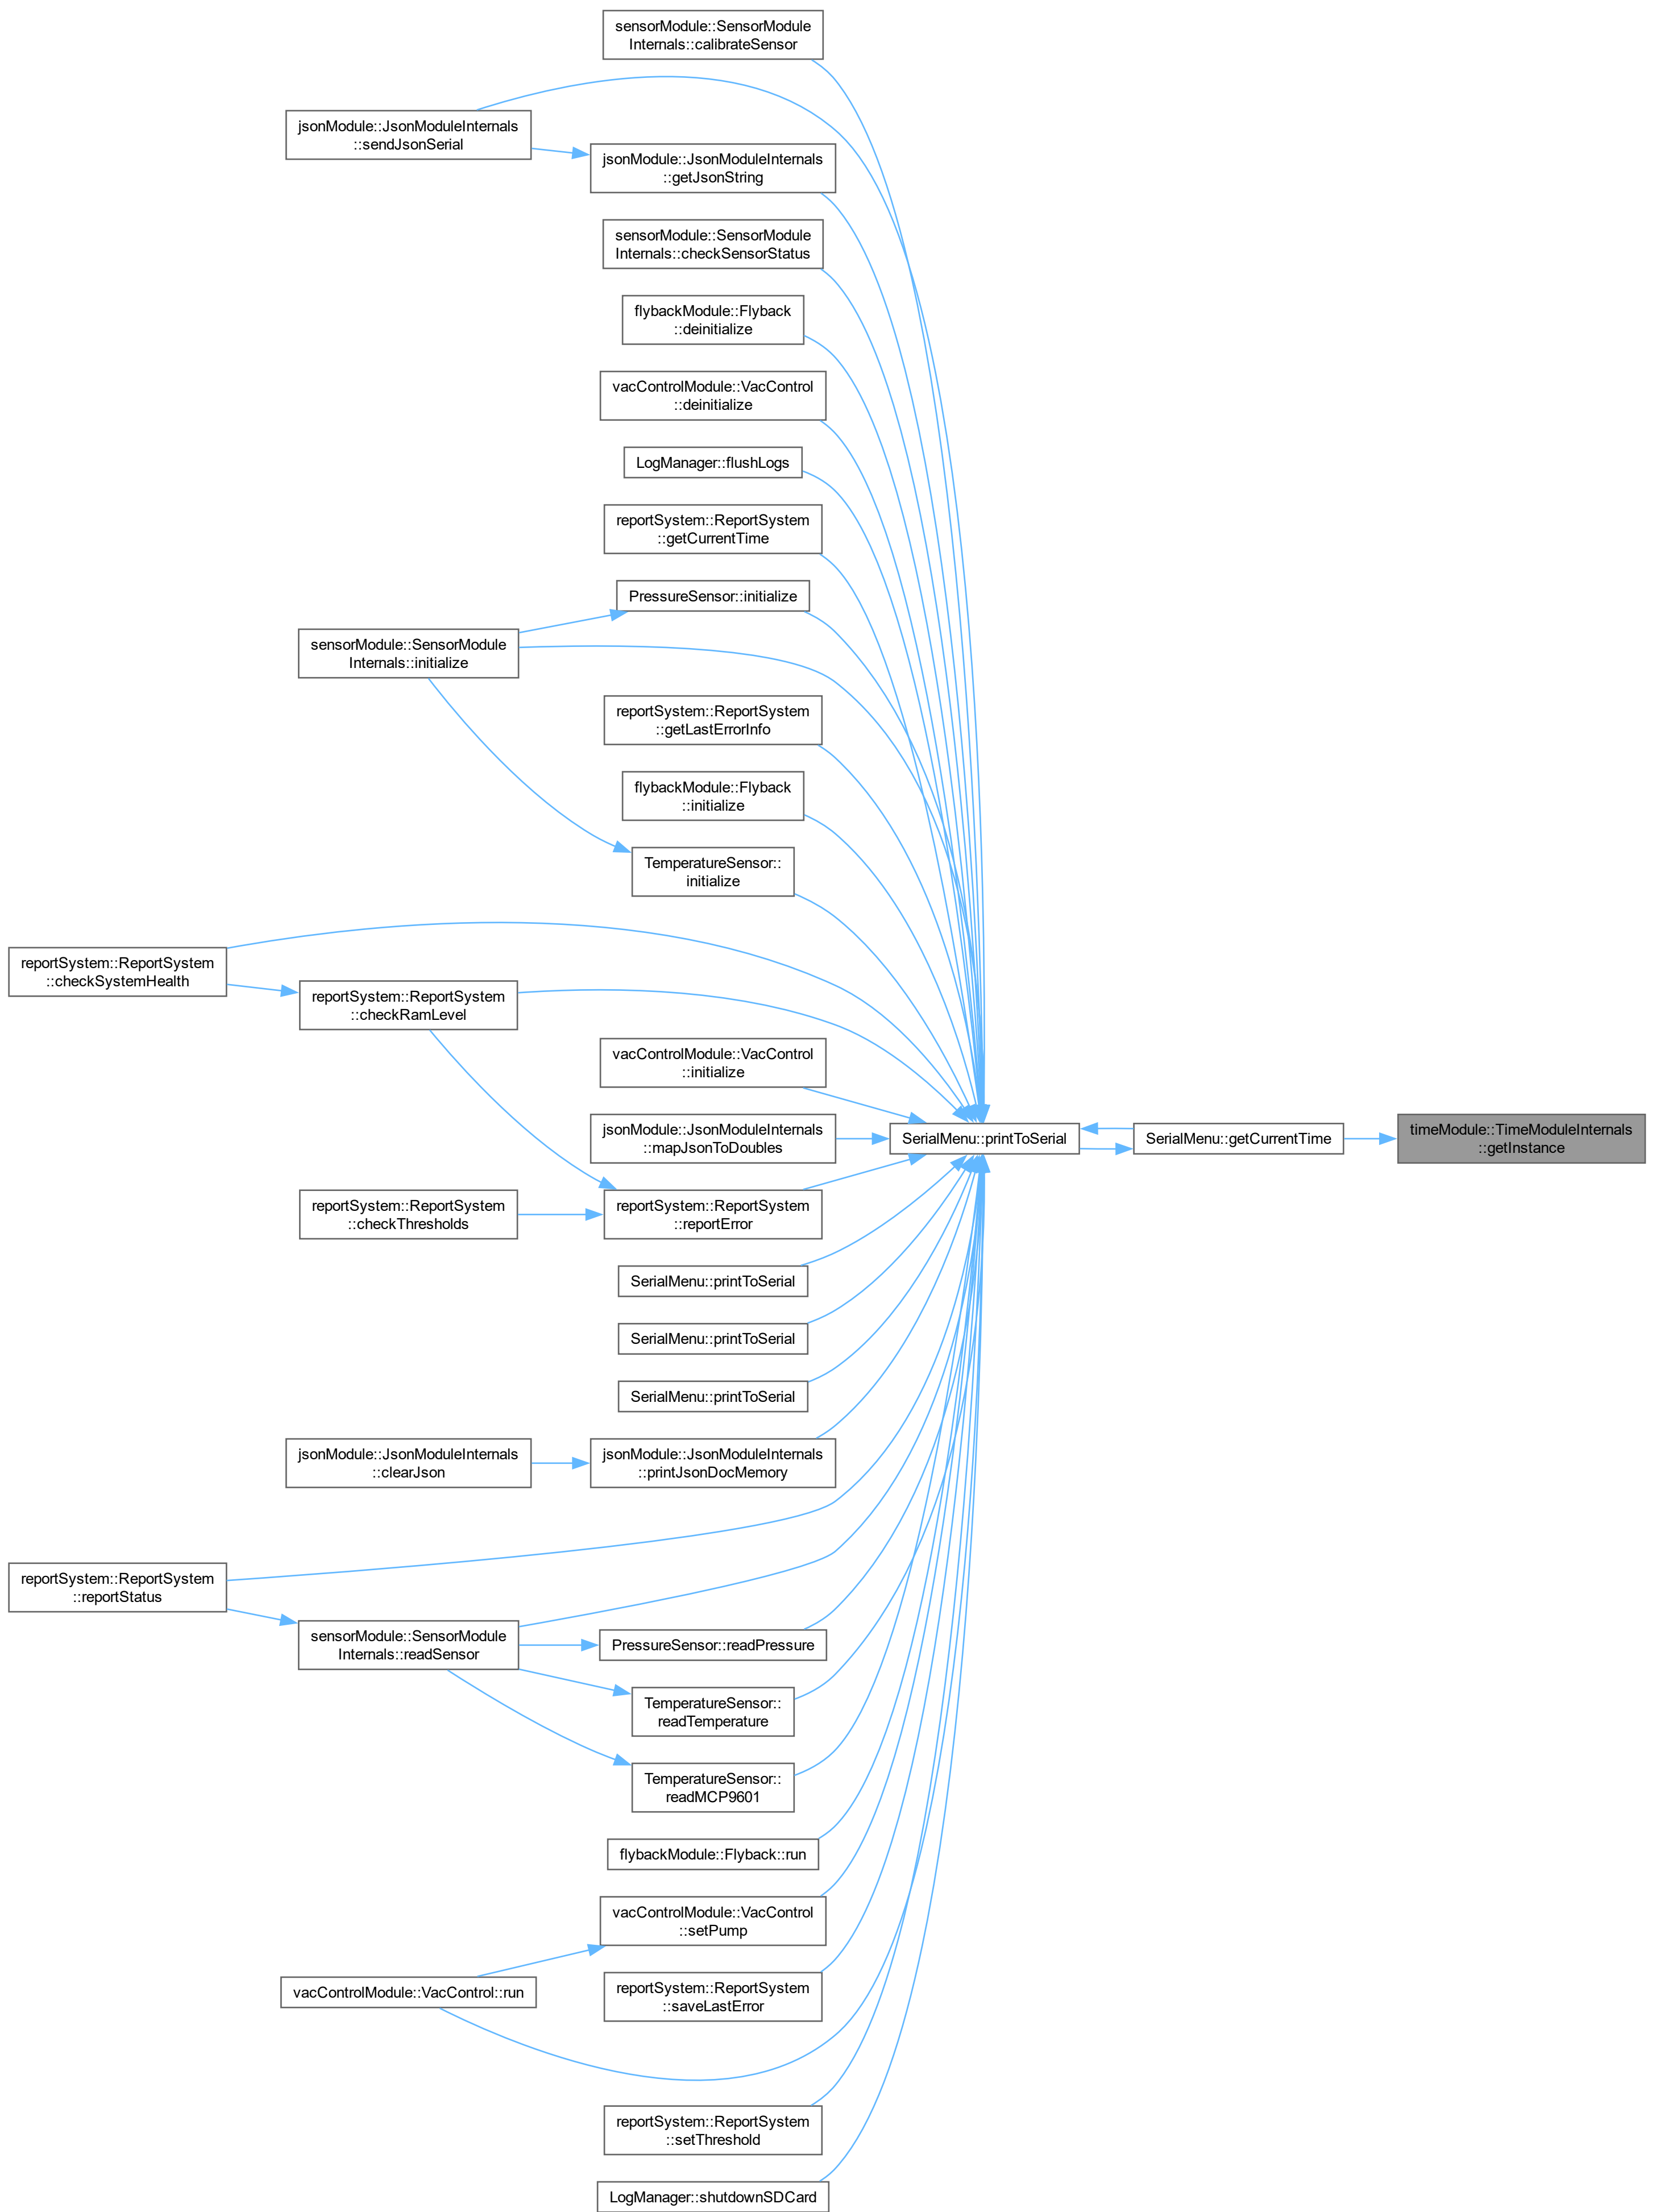 sensorModule::SensorModule
Internals::calibrateSensor
jsonModule::JsonModuleInternals
::sendJsonSerial
jsonModule::JsonModuleInternals
::getJsonString
sensorModule::SensorModule
Internals::checkSensorStatus
flybackModule::Flyback
::deinitialize
vacControlModule::VacControl
::deinitialize
LogManager::flushLogs
reportSystem::ReportSystem
::getCurrentTime
PressureSensor::initialize
sensorModule::SensorModule
Internals::initialize
reportSystem::ReportSystem
::getLastErrorInfo
flybackModule::Flyback
::initialize
TemperatureSensor::
initialize
reportSystem::ReportSystem
::checkSystemHealth
reportSystem::ReportSystem
::checkRamLevel
vacControlModule::VacControl
::initialize
jsonModule::JsonModuleInternals
::mapJsonToDoubles
SerialMenu::printToSerial
SerialMenu::getCurrentTime
timeModule::TimeModuleInternals
::getInstance
reportSystem::ReportSystem
::checkThresholds
reportSystem::ReportSystem
::reportError
SerialMenu::printToSerial
SerialMenu::printToSerial
SerialMenu::printToSerial
jsonModule::JsonModuleInternals
::clearJson
jsonModule::JsonModuleInternals
::printJsonDocMemory
reportSystem::ReportSystem
::reportStatus
sensorModule::SensorModule
Internals::readSensor
PressureSensor::readPressure
TemperatureSensor::
readTemperature
TemperatureSensor::
readMCP9601
flybackModule::Flyback::run
vacControlModule::VacControl
::setPump
vacControlModule::VacControl::run
reportSystem::ReportSystem
::saveLastError
reportSystem::ReportSystem
::setThreshold
LogManager::shutdownSDCard